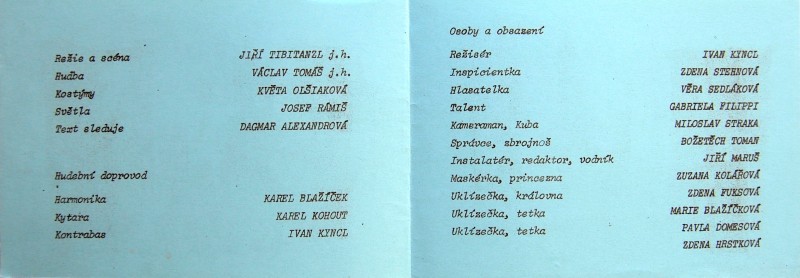 Režie a scéna JIŘÍ TIBITANZL j.h.
Hudba VÁCLAV TOMÁŠ j.h.
Kostýmy KVĚTA OLŠIAKOVÁ
Světla JOSEF RÁMIŠ
Text sleduje DAGMAR ALEXANDROVÁ
Hudební doprovod
Harmonika KAREL BLAŽÍČEK
Kytara KAREL KOHOUT
Kontrabas IVAN KYNCL
Osoby a obsazení
Režisér IVAN KYNCL
Inspicientka ZDENA STEHNOVÁ
Hlasatelka VĚRA SEDLÁKOVÁ
Talent GABRIELA FILIPPI
Kameraman, Kuba MILOSLAV STRAKA
Správce, zbrojnoš BOŽETĚCH TOMAN
Instalatér, redaktor, vodník JIŘÍ MARUŠ
Maskérka, princezna ZUZANA KOLÁŘOVÁ
Uklízečka, královna ZDENA FUKSOVÁ
Uklízečka, tetka MARIE BLAŽÍČKOVÁ
Uklízečka, tetka PAVLA DOMESOVÁ
ZDENA HRSTKOVÁ